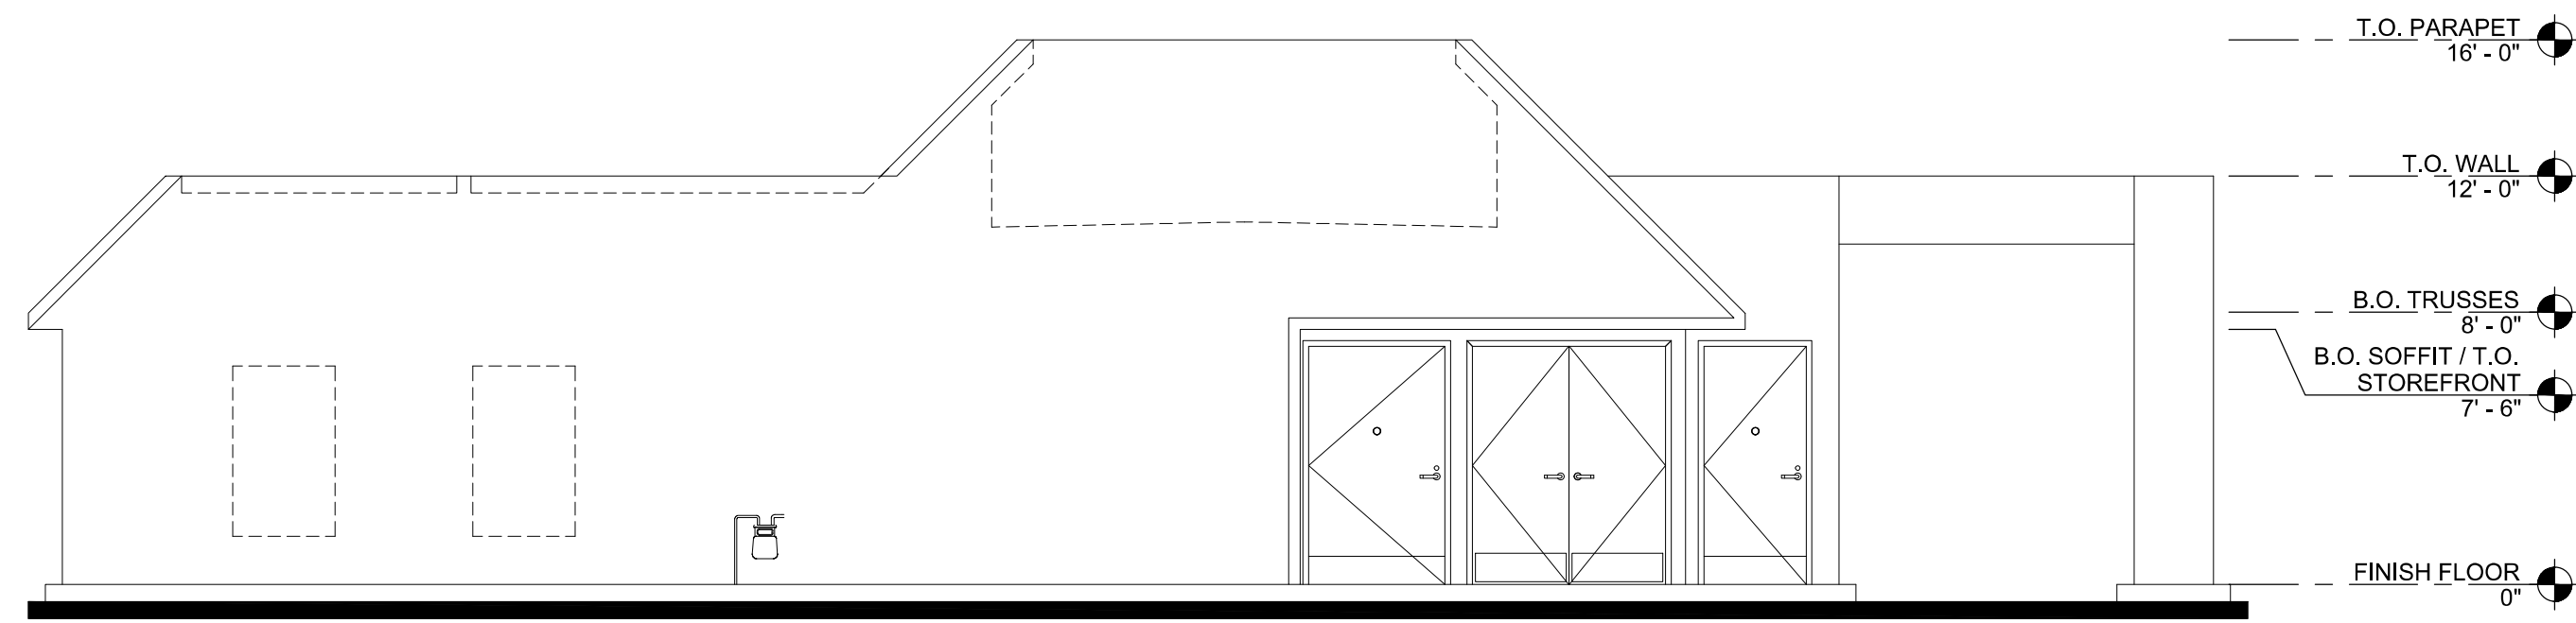 T.O. PARAPET
16' - 0"
T.O. WALL
12' - 0"
B.O. TRUSSES
8' - 0"
B.O. SOFFIT / T.O.
STOREFRONT
7' - 6"
FINISH FLOOR
0"